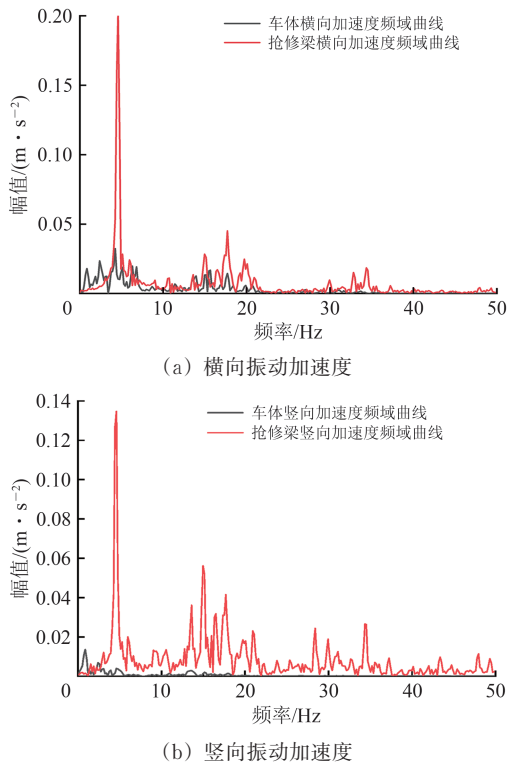 0.20
车体横向加速度频域曲线
抢修梁横向加速度频域曲线
0.15
0.10
0.05
幅值/(m·s⁻²)
0 10 20 30 40 50
频率/Hz
(a) 横向振动加速度
0.14
车体竖向加速度频域曲线
抢修梁竖向加速度频域曲线
0.12
0.10
0.08
0.06
0.04
0.02
幅值/(m·s⁻²)
0 10 20 30 40 50
频率/Hz
(b) 竖向振动加速度